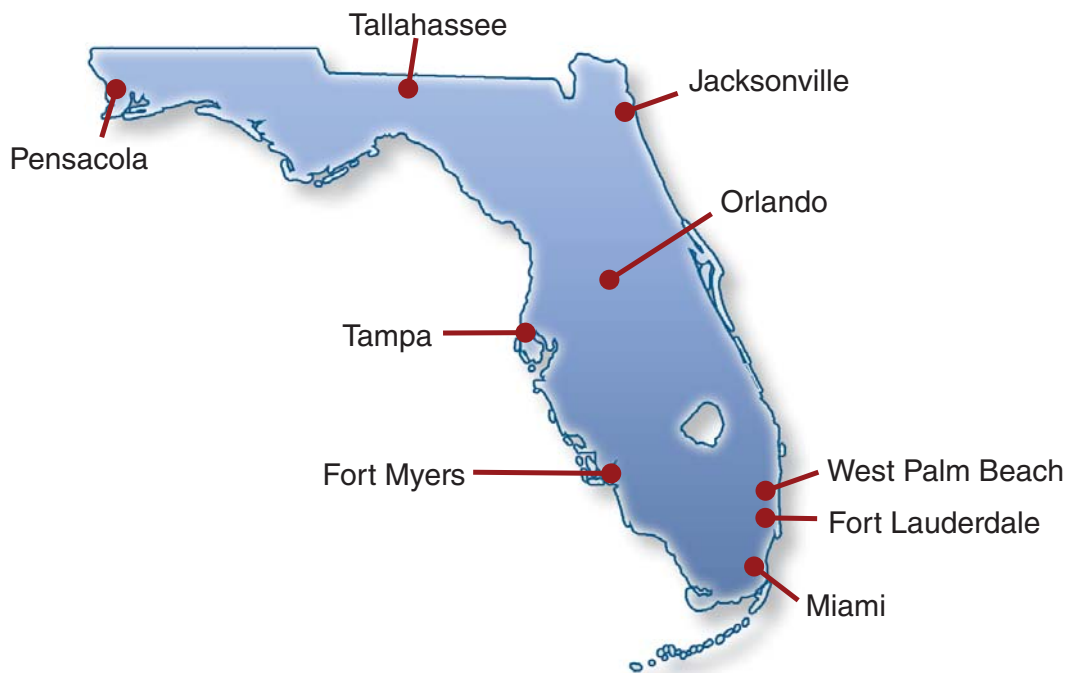 Tallahassee
Jacksonville
Pensacola
Orlando
Tampa
Fort Myers
West Palm Beach
Fort Lauderdale
Miami